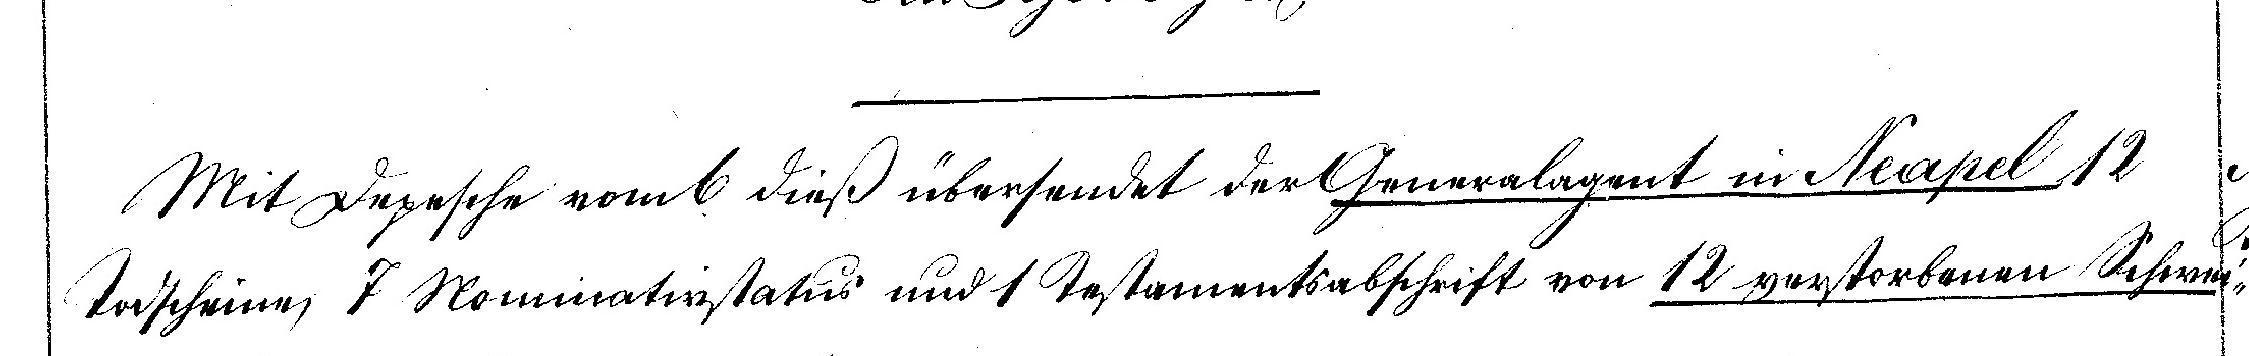 Mit Depesche vom 6. dieß übersendet der Generalagent in Neapel 12
Todscheine, 7 Nominativstatus und 1 Testamentsabschrift von 12 verstorbenen Schwei-